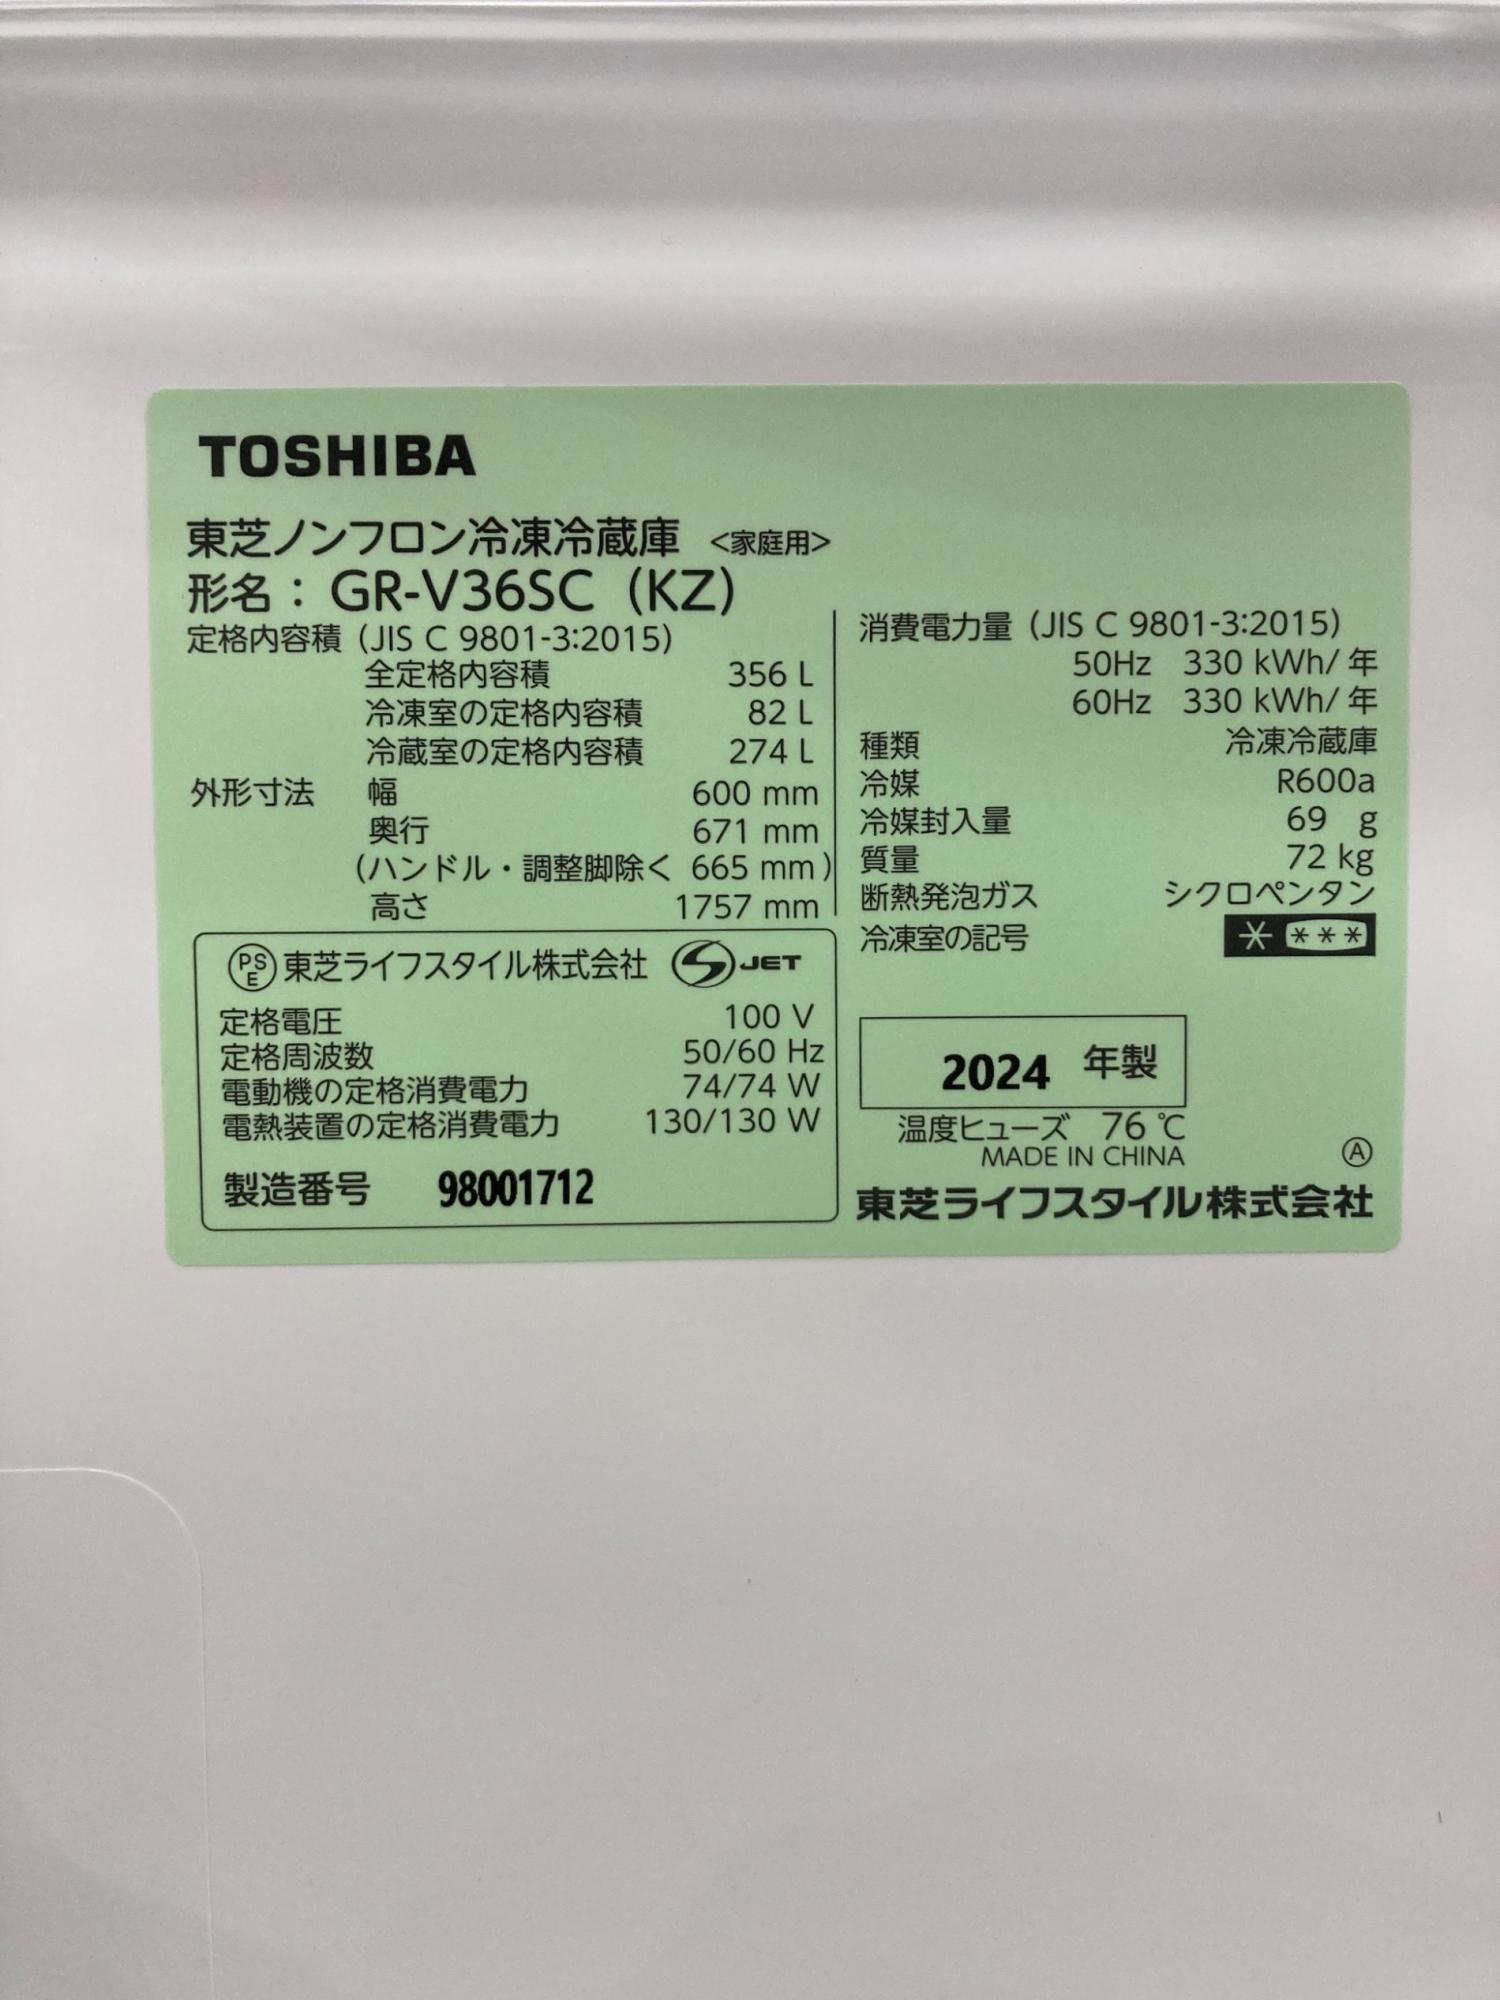 TOSHIBA
東芝ノンフロン冷凍冷蔵庫 <家庭用>
形名： GR-V36SC (KZ)
定格内容積 (JIS C 9801-3:2015)
全定格内容積 356 L
冷凍室の定格内容積 82 L
冷蔵室の定格内容積 274 L
外形寸法 幅 600 mm
奥行 671 mm
(ハンドル・調整脚除く 665 mm)
高さ 1757 mm
PSE 東芝ライフスタイル株式会社 S JET
定格電圧 100 V
定格周波数 50/60 Hz
電動機の定格消費電力 74/74 W
電熱装置の定格消費電力 130/130 W
製造番号 98001712
消費電力量 (JIS C 9801-3:2015)
50Hz 330 kWh/年
60Hz 330 kWh/年
種類 冷凍冷蔵庫
冷媒 R600a
冷媒封入量 69 g
質量 72 kg
断熱発泡ガス シクロペンタン
冷凍室の記号 * ***
2024 年製
温度ヒューズ 76 ℃
MADE IN CHINA Ⓐ
東芝ライフスタイル株式会社